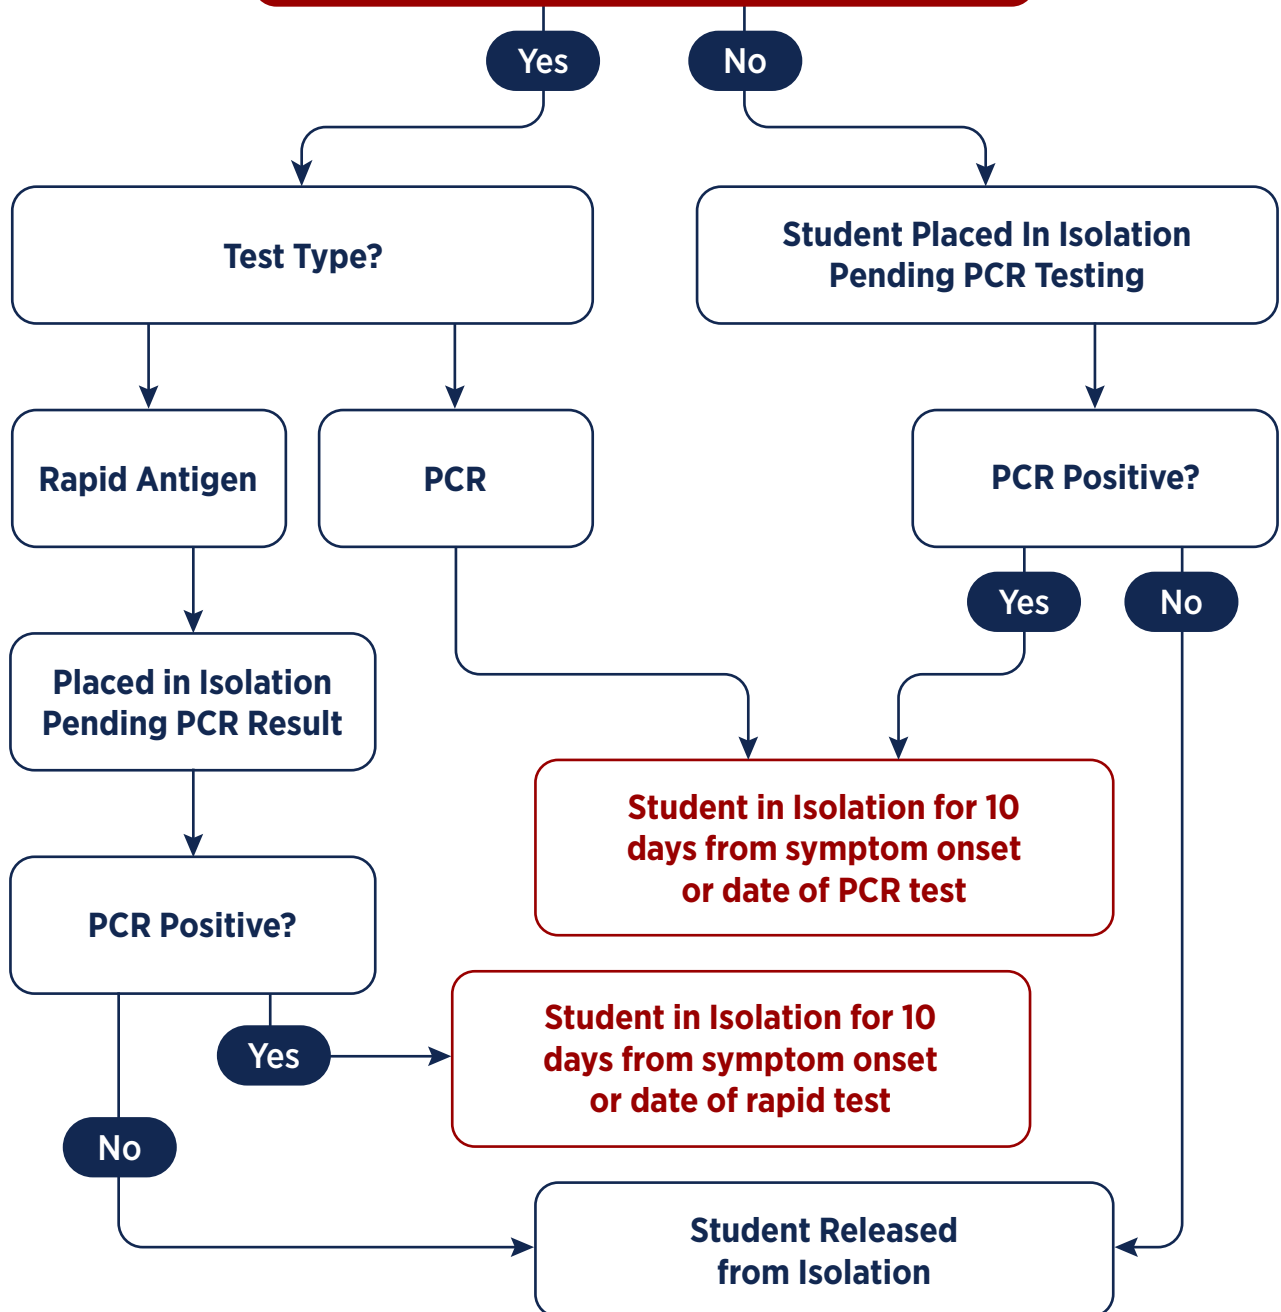 Yes
No
Test Type?
Student Placed In Isolation
Pending PCR Testing
Rapid Antigen
PCR
PCR Positive?
Yes
No
Placed in Isolation
Pending PCR Result
Student in Isolation for 10
days from symptom onset
or date of PCR test
PCR Positive?
Yes
Student in Isolation for 10
days from symptom onset
or date of rapid test
No
Student Released
from Isolation